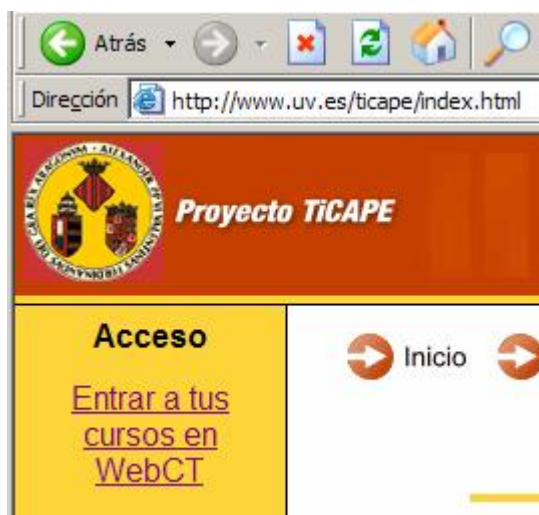 Atrás
Dirección http://www.uv.es/ticape/index.html
Proyecto TiCAPE
Acceso
Inicio
Entrar a tus
cursos en
WebCT